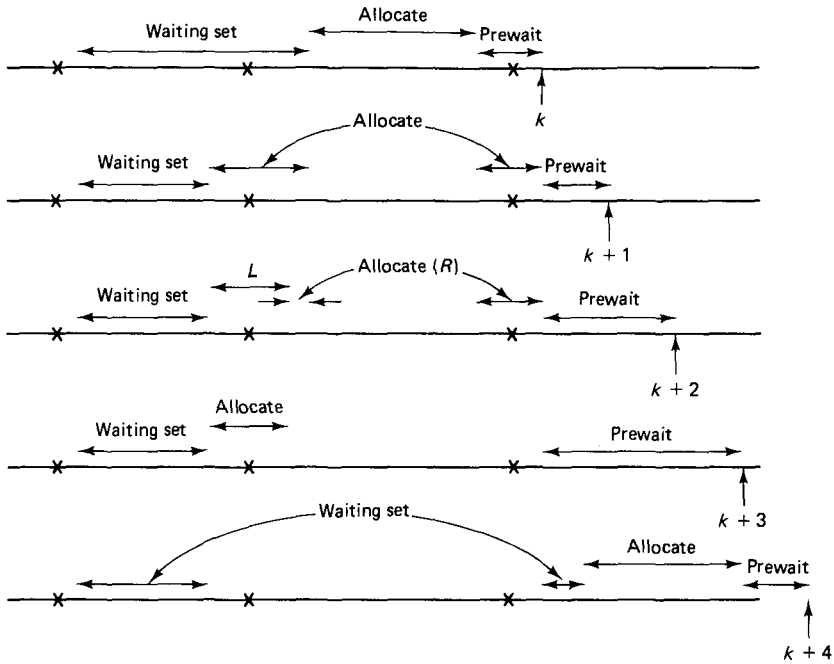 Waiting set
Allocate
Prewait
k
Allocate
Waiting set
Prewait
k + 1
L
Allocate (R)
Waiting set
Prewait
k + 2
Allocate
Waiting set
Prewait
k + 3
Waiting set
Allocate
Prewait
k + 4